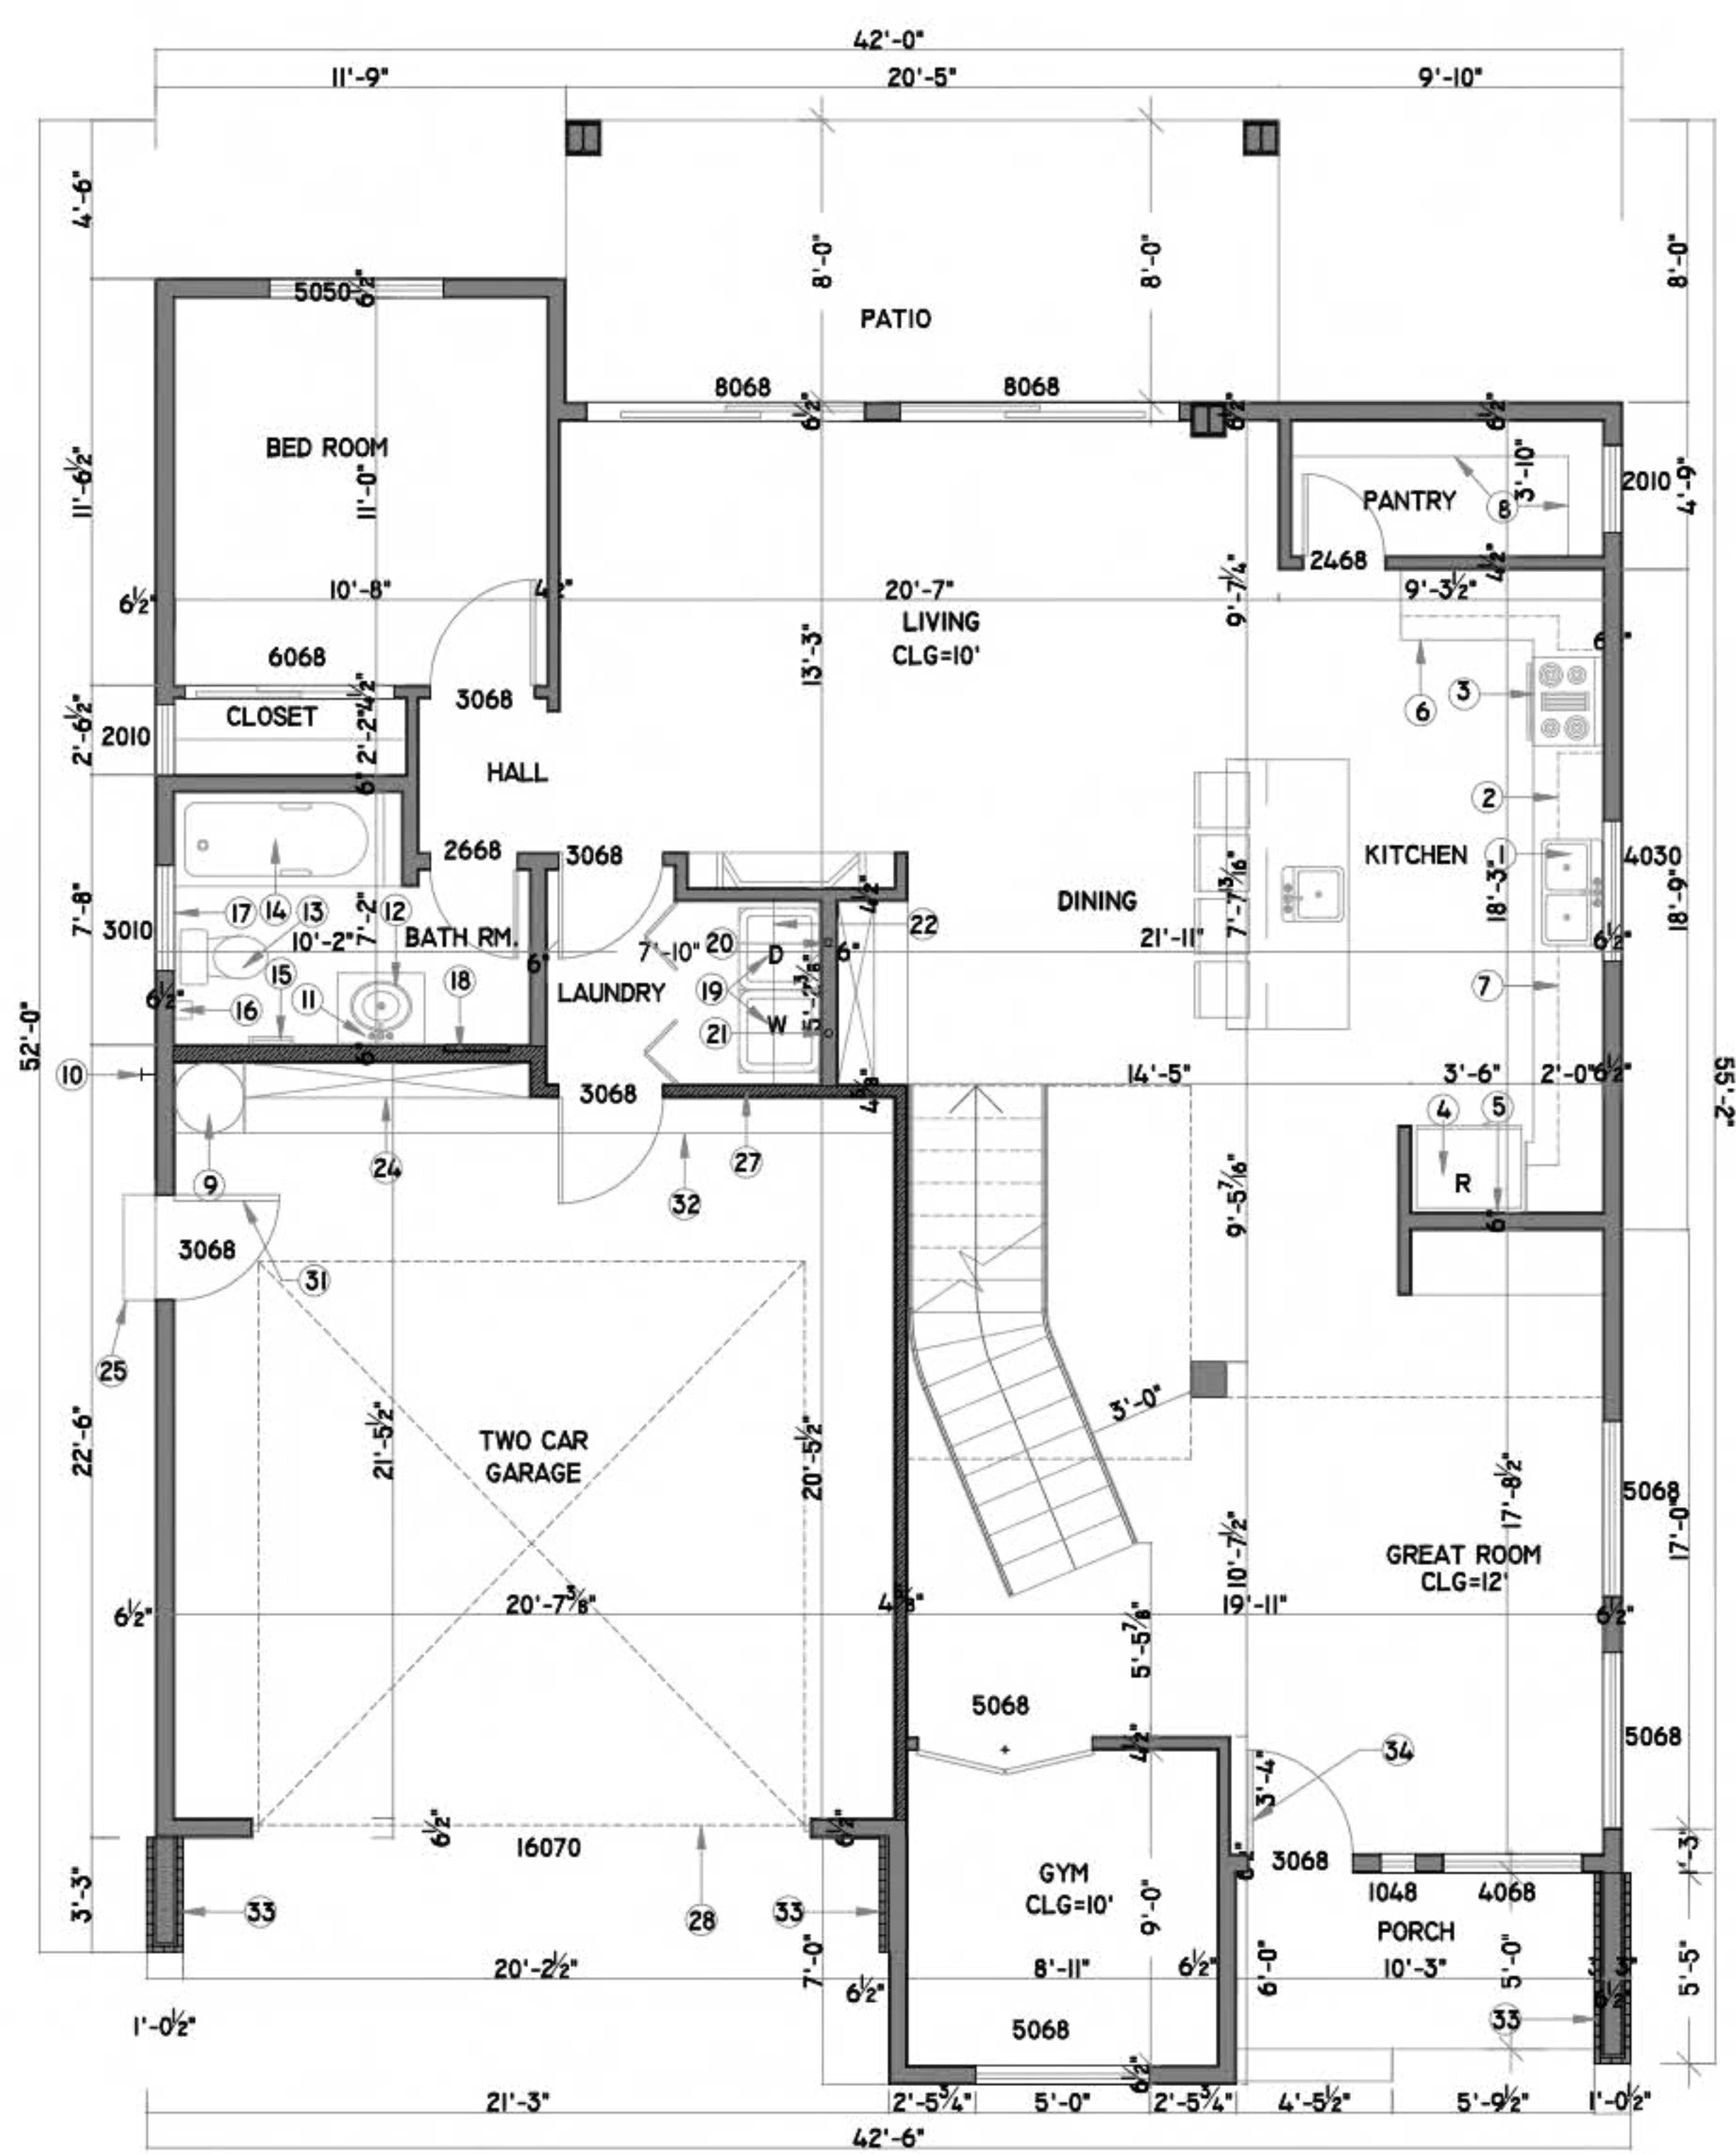 42'-0"
11'-9" 20'-5" 9'-10"
4'-6" 8'-0" 8'-0" 8'-0"
5050 6½"
PATIO
8068 8068
6½" 6½" 6½"
BED ROOM
11'-6½" 11'-0"
3'-10" 2010 4'-9"
PANTRY 8
2468 4½"
6½" 10'-8" 4½" 20'-7" 9'-7¼" 9'-3½"
LIVING
CLG=10'
13'-3"
6068
3068 4½"
3 6
CLOSET
2'-6½" 2010 2'-2"
HALL
6"
2
2668 3068
KITCHEN 1 4030
4½"
DINING 7'-7 13/16" 18'-3" 18'-9"
7'-8" 3010 17 14 13 7'-2" 12
22
10'-2" BATH RM. 7'-10" 20 D 6" 21'-11" 6½"
6"
15 18 LAUNDRY 19 5'-2⅜" 7
6½" 16 11 W
21
52'-0" 6"
10 3068 14'-5" 3'-6" 2'-0" 6½" 55'-2"
4 5
9 24 27
32 R
6"
9'-5 7/16"
3068
31
25
3'-0"
22'-6" 21'-5½" TWO CAR
GARAGE
20'-5½"
5068
17'-8½" 17'-0"
GREAT ROOM
CLG=12'
10'-7½"
6½" 20'-7⅜" 19'-11" 6½"
5'-5⅞"
5068
4½" 34 5068
3'-4"
6½" 6½"
16070
3068
6½"
GYM
CLG=10'
1048 4068
3'-3" 33 28 33 9'-0"
PORCH
20'-2½" 7'-0" 8'-11" 6½" 6'-0" 10'-3" 5'-0" 5'-5"
6½" 6½"
1'-0½" 5068 33
6½"
21'-3" 2'-5¾" 5'-0" 2'-5¾" 4'-5½" 5'-9½" 1'-0½"
42'-6"